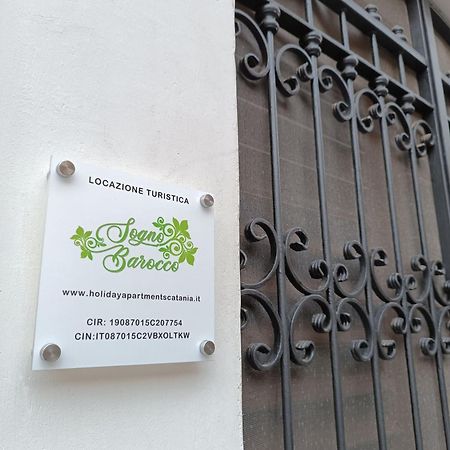 LOCAZIONE TURISTICA
Sogno
Barocco
www.holidayapartmentscatania.it
CIR: 19087015C207754
CIN:IT087015C2VBXOLTKW